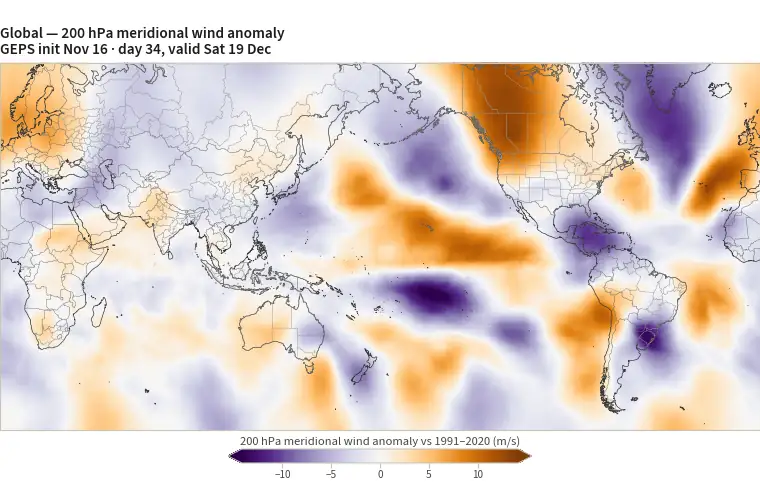 Global — 200 hPa meridional wind anomaly
GEPS init Nov 16 · day 34, valid Sat 19 Dec
200 hPa meridional wind anomaly vs 1991–2020 (m/s)
−10 −5 0 5 10